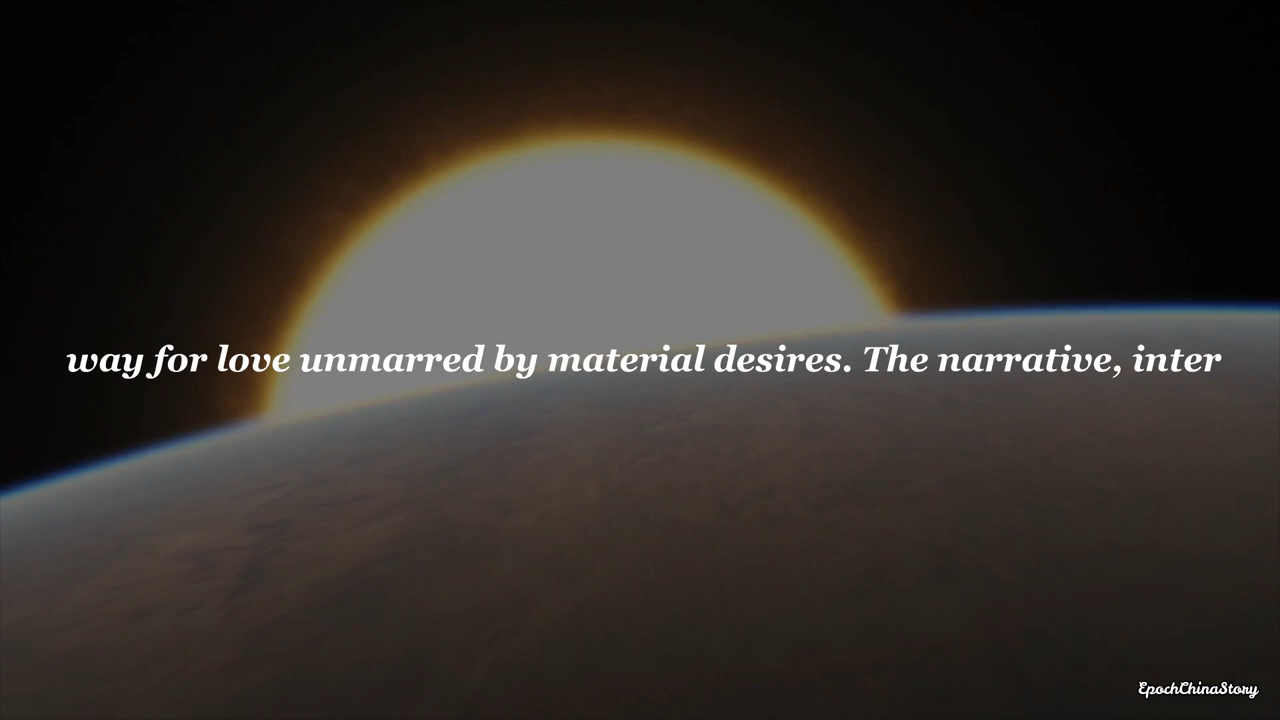 way for love unmarred by material desires. The narrative, inter
EpochChinaStory